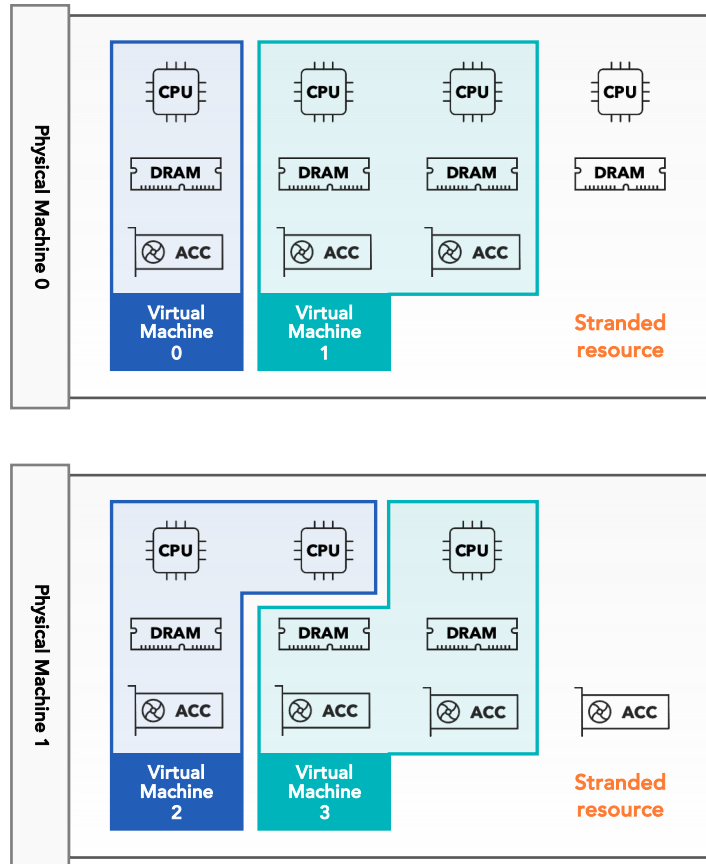 Physical Machine 0
CPU
CPU
CPU
CPU
DRAM
DRAM
DRAM
DRAM
ACC
ACC
ACC
Virtual
Machine
0
Virtual
Machine
1
Stranded
resource
Physical Machine 1
CPU
CPU
CPU
DRAM
DRAM
DRAM
ACC
ACC
ACC
ACC
Virtual
Machine
2
Virtual
Machine
3
Stranded
resource